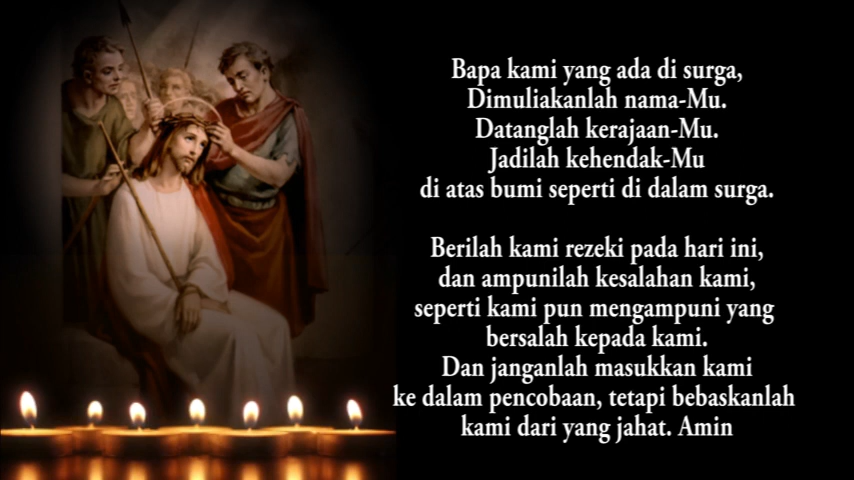 Bapa kami yang ada di surga,
Dimuliakanlah nama-Mu.
Datanglah kerajaan-Mu.
Jadilah kehendak-Mu
di atas bumi seperti di dalam surga.
Berilah kami rezeki pada hari ini,
dan ampunilah kesalahan kami,
seperti kami pun mengampuni yang
bersalah kepada kami.
Dan janganlah masukkan kami
ke dalam pencobaan, tetapi bebaskanlah
kami dari yang jahat. Amin